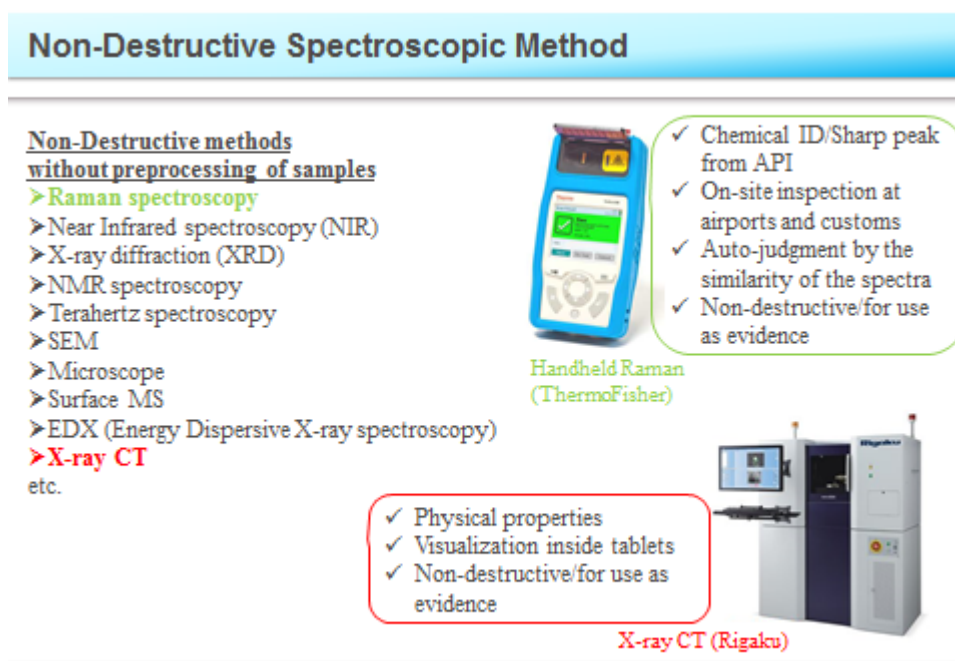 Non-Destructive Spectroscopic Method
Non-Destructive methods
without preprocessing of samples
➢Raman spectroscopy
➢Near Infrared spectroscopy (NIR)
➢X-ray diffraction (XRD)
➢NMR spectroscopy
➢Terahertz spectroscopy
➢SEM
➢Microscope
➢Surface MS
➢EDX (Energy Dispersive X-ray spectroscopy)
➢X-ray CT
etc.
✓ Chemical ID/Sharp peak
from API
✓ On-site inspection at
airports and customs
✓ Auto-judgment by the
similarity of the spectra
✓ Non-destructive/for use
as evidence
Handheld Raman
(ThermoFisher)
✓ Physical properties
✓ Visualization inside tablets
✓ Non-destructive/for use as
evidence
Rigaku
X-ray CT (Rigaku)